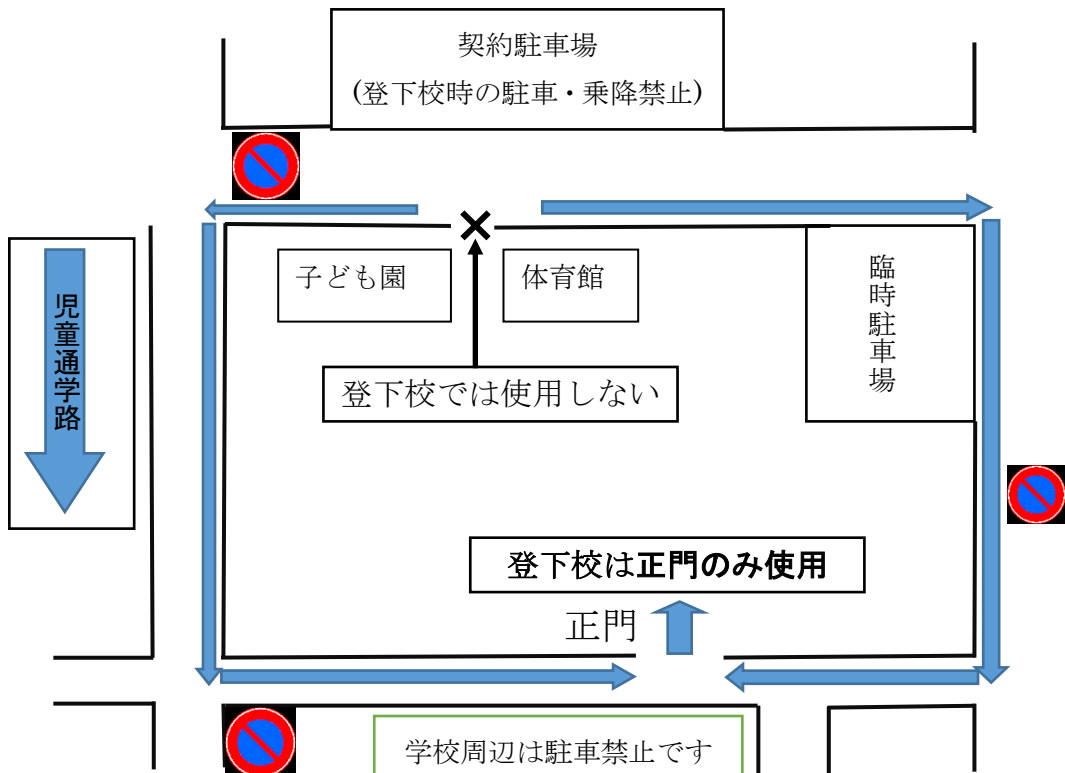 契約駐車場
(登下校時の駐車・乗降禁止)
子ども園
体育館
臨時駐車場
児童通学路
登下校では使用しない
登下校は正門のみ使用
正門
学校周辺は駐車禁止です